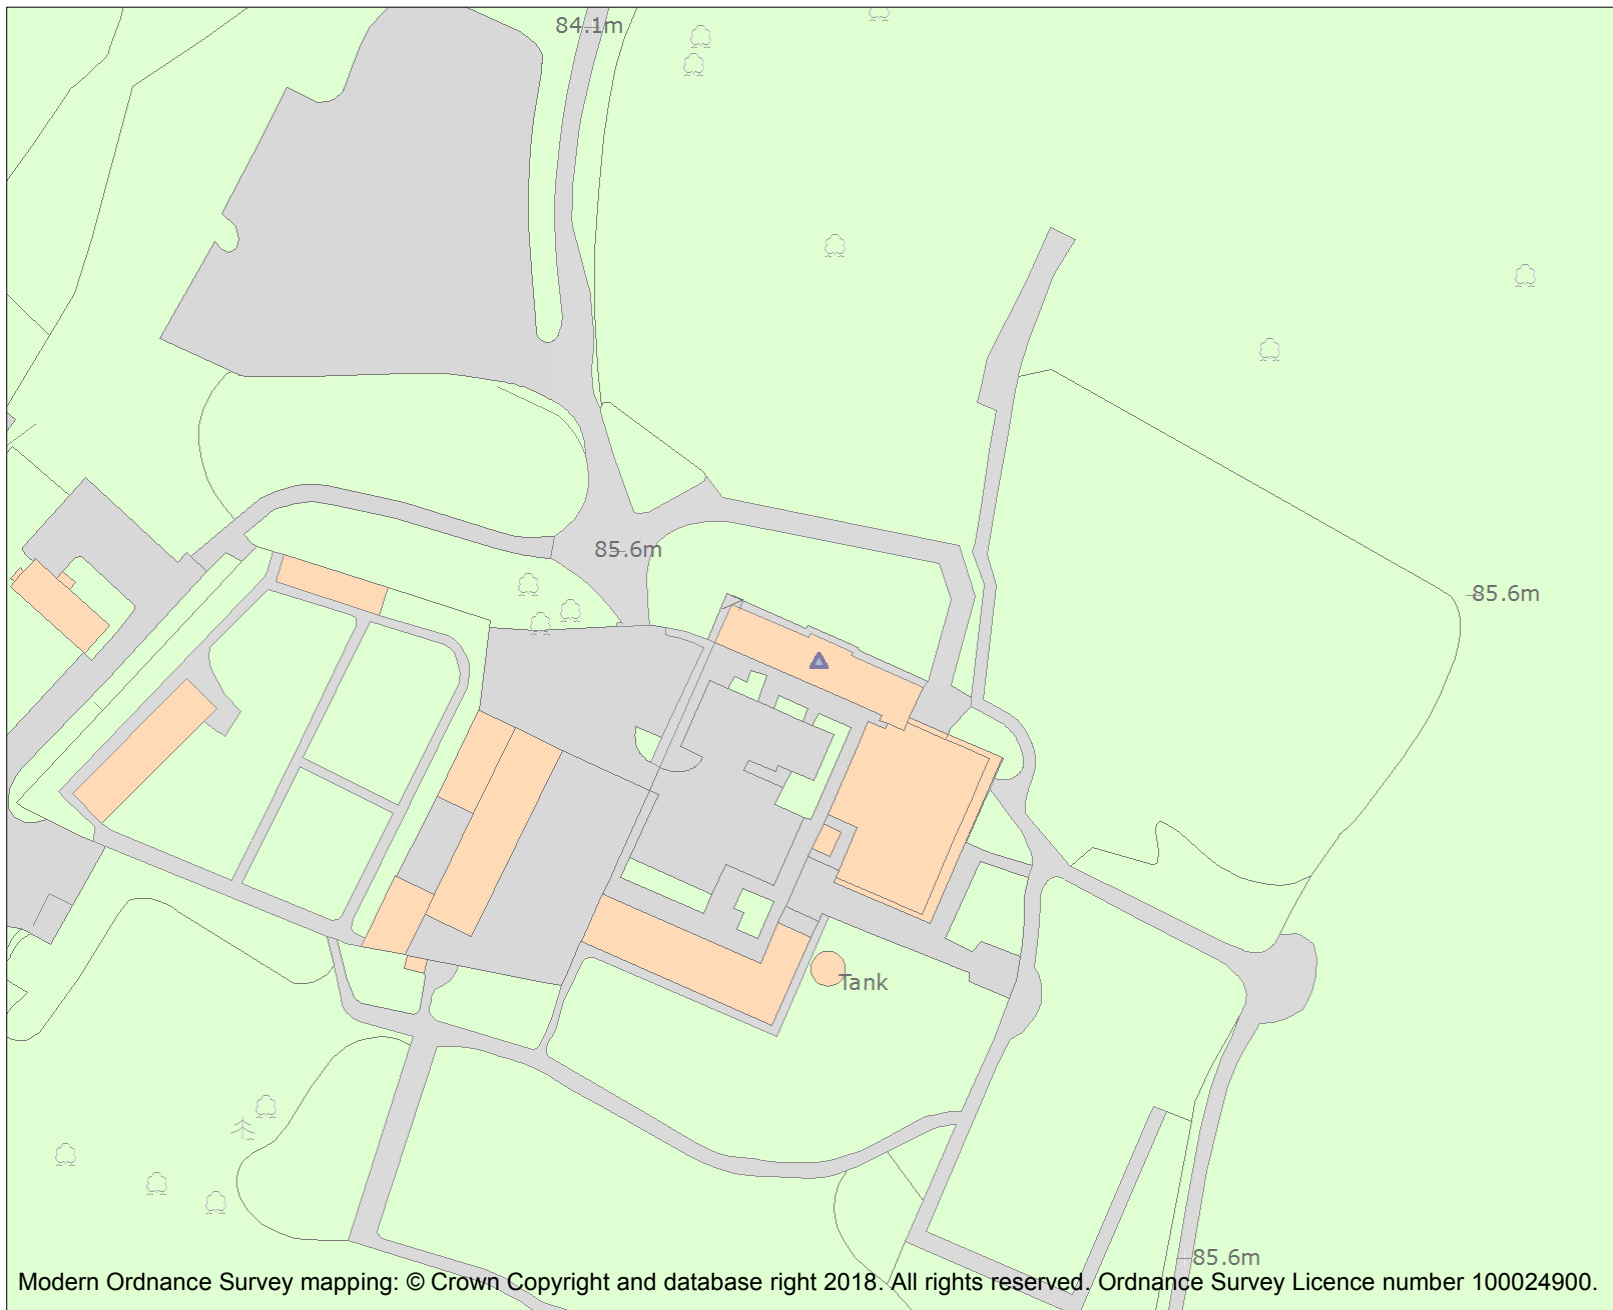 84.1m
85.6m
85.6m
Tank
85.6m
Modern Ordnance Survey mapping: © Crown Copyright and database right 2018. All rights reserved. Ordnance Survey Licence number 100024900.